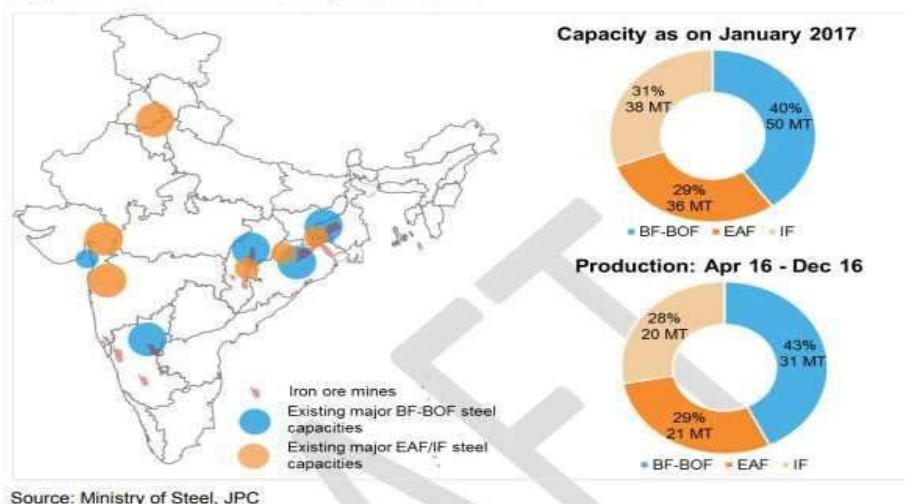 Capacity as on January 2017
31%
38 MT
40%
50 MT
29%
36 MT
BF-BOF EAF IF
Production: Apr 16 - Dec 16
28%
20 MT
43%
31 MT
29%
21 MT
BF-BOF EAF IF
Iron ore mines
Existing major BF-BOF steel
capacities
Existing major EAF/IF steel
capacities
Source: Ministry of Steel, JPC